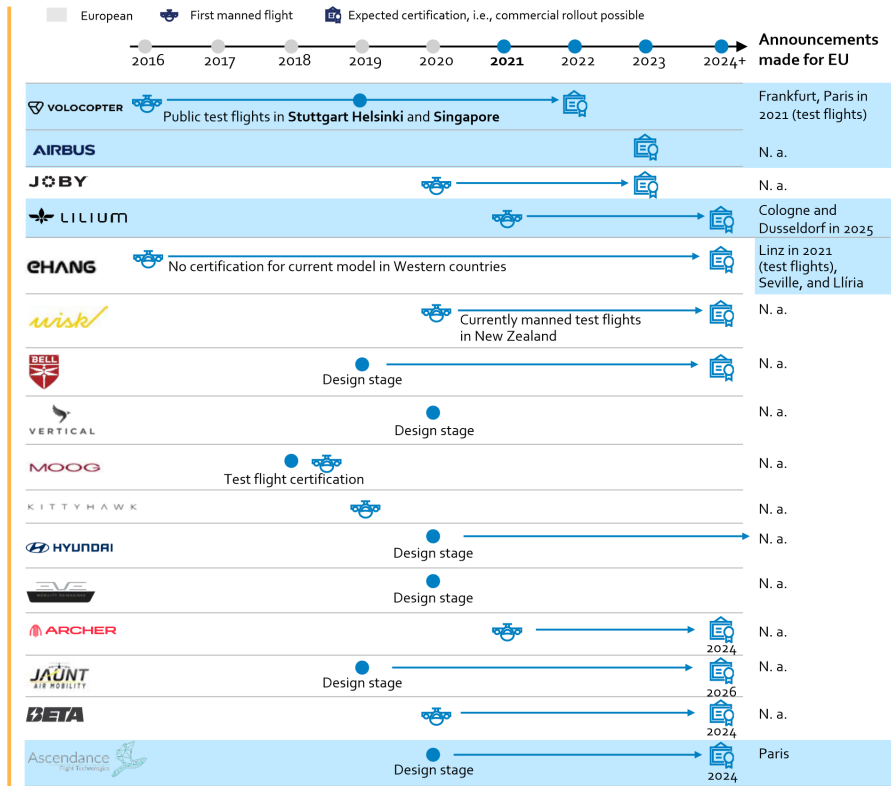 European
First manned flight
Expected certification, i.e., commercial rollout possible
2016 2017 2018 2019 2020 2021 2022 2023 2024+
Announcements
made for EU
VOLOCOPTER
Public test flights in Stuttgart Helsinki and Singapore
Frankfurt, Paris in
2021 (test flights)
AIRBUS
N. a.
JOBY
N. a.
LILIUM
Cologne and
Dusseldorf in 2025
EHANG
No certification for current model in Western countries
Linz in 2021
(test flights),
Seville, and Llíria
wisk
Currently manned test flights
in New Zealand
N. a.
BELL
Design stage
N. a.
VERTICAL
Design stage
N. a.
MOOG
Test flight certification
N. a.
KITTYHAWK
N. a.
HYUNDAI
Design stage
N. a.
EVE
Design stage
N. a.
ARCHER
2024
N. a.
JAUNT
AIR MOBILITY
Design stage
2026
N. a.
BETA
2024
N. a.
Ascendance
Flight Technologies
Design stage
2024
Paris